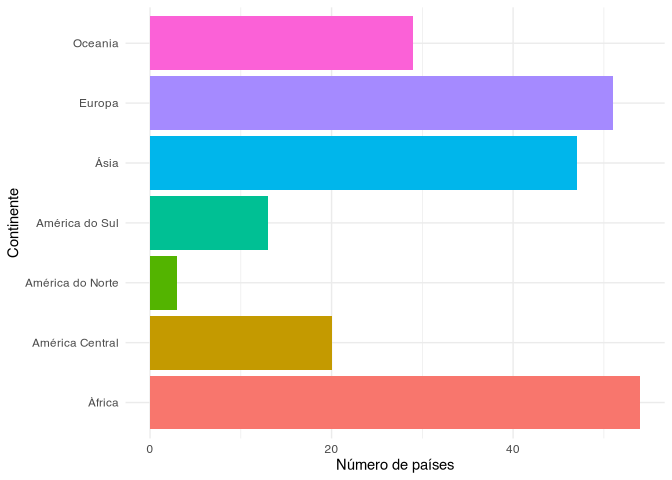 Oceania
Europa
Ásia
América do Sul
América do Norte
América Central
África
Continente
0
20
40
Número de países